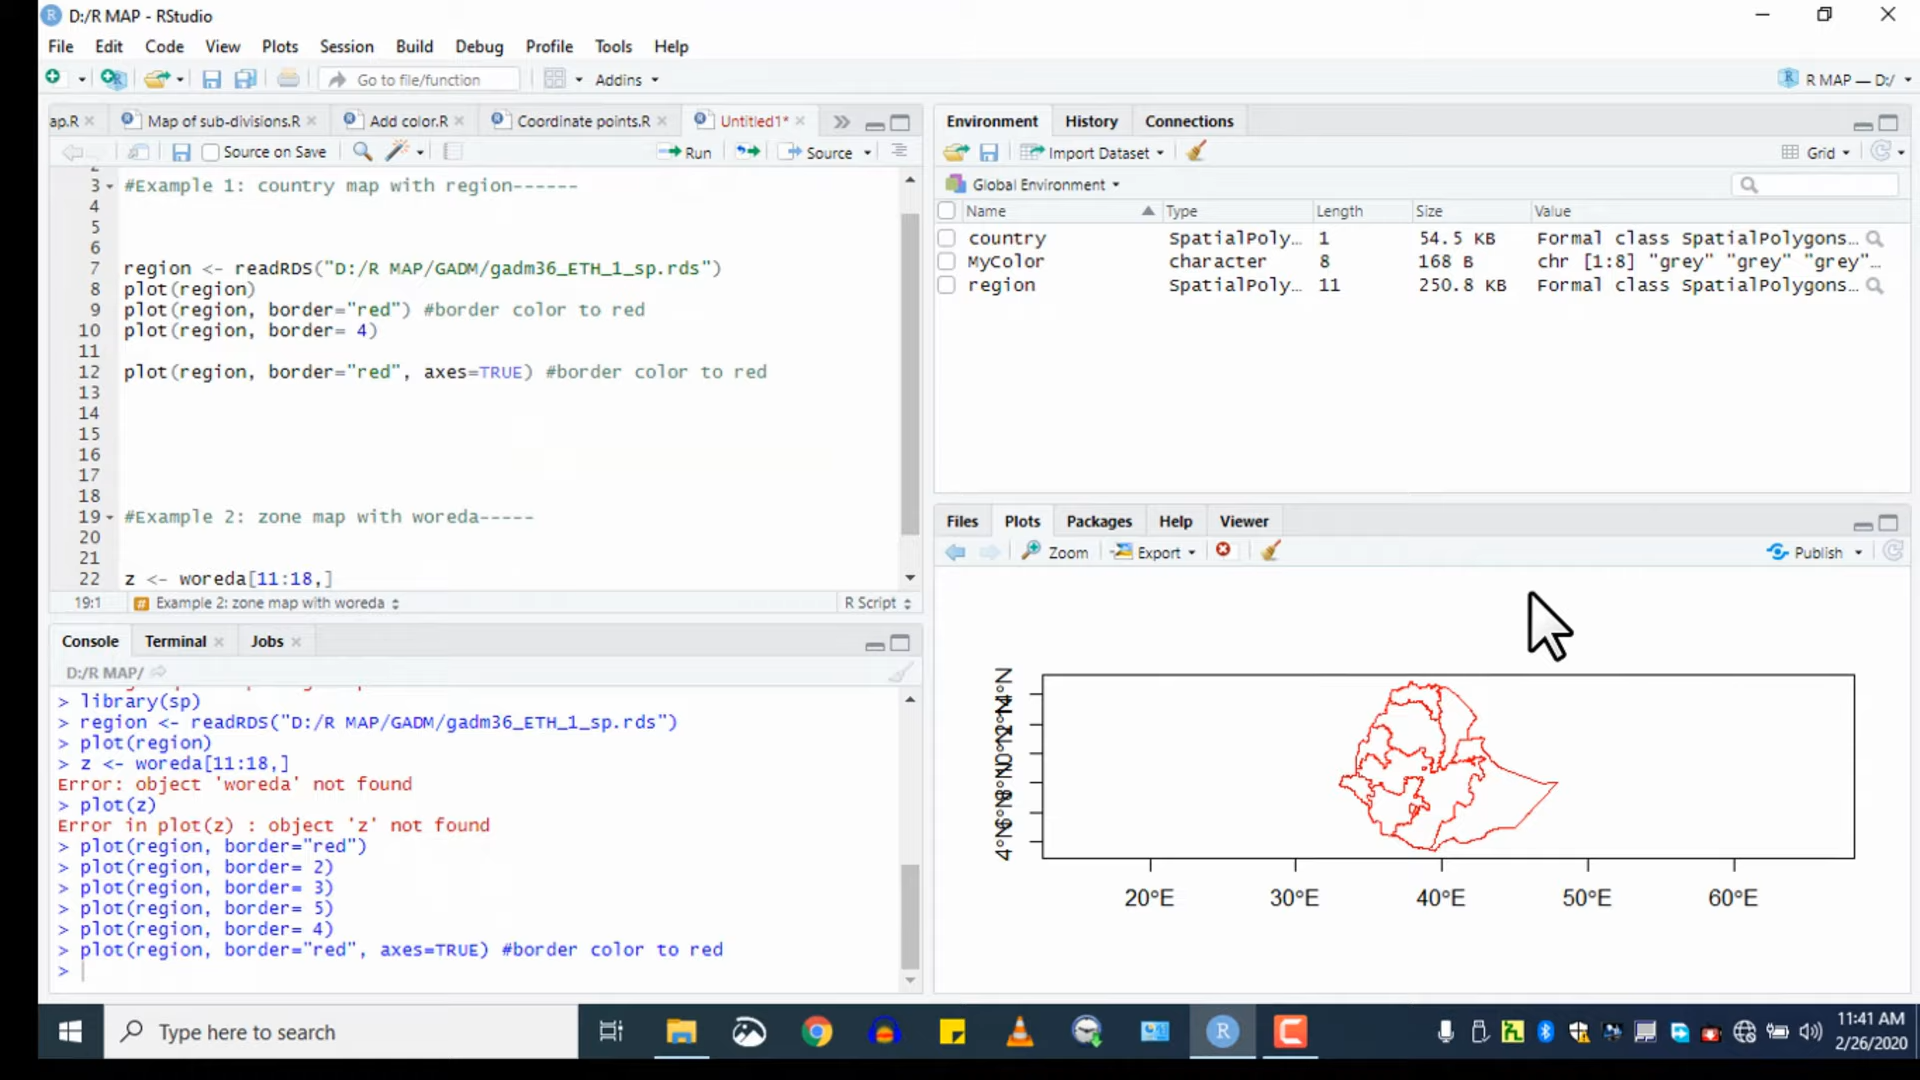 D:/R MAP - RStudio
File Edit Code View Plots Session Build Debug Profile Tools Help
Go to file/function Addins R MAP — D:/
ap.R Map of sub-divisions.R Add color.R Coordinate points.R Untitled1*
Source on Save Run Source
3 #Example 1: country map with region------
4
5
6
7 region <- readRDS("D:/R MAP/GADM/gadm36_ETH_1_sp.rds")
8 plot(region)
9 plot(region, border="red") #border color to red
10 plot(region, border= 4)
11
12 plot(region, border="red", axes=TRUE) #border color to red
13
14
15
16
17
18
19 #Example 2: zone map with woreda-----
20
21
22 z <- woreda[11:18,]
19:1 Example 2: zone map with woreda R Script
Console Terminal Jobs
D:/R MAP/
> library(sp)
> region <- readRDS("D:/R MAP/GADM/gadm36_ETH_1_sp.rds")
> plot(region)
> z <- woreda[11:18,]
Error: object 'woreda' not found
> plot(z)
Error in plot(z) : object 'z' not found
> plot(region, border="red")
> plot(region, border= 2)
> plot(region, border= 3)
> plot(region, border= 5)
> plot(region, border= 4)
> plot(region, border="red", axes=TRUE) #border color to red
>
Environment History Connections
Import Dataset Grid
Global Environment
Name Type Length Size Value
country SpatialPoly… 1 54.5 KB Formal class SpatialPolygons…
MyColor character 8 168 B chr [1:8] "grey" "grey" "grey"…
region SpatialPoly… 11 250.8 KB Formal class SpatialPolygons…
Files Plots Packages Help Viewer
Zoom Export Publish
4°N 6°N 8°N
20°E 30°E 40°E 50°E 60°E
Type here to search
11:41 AM
2/26/2020